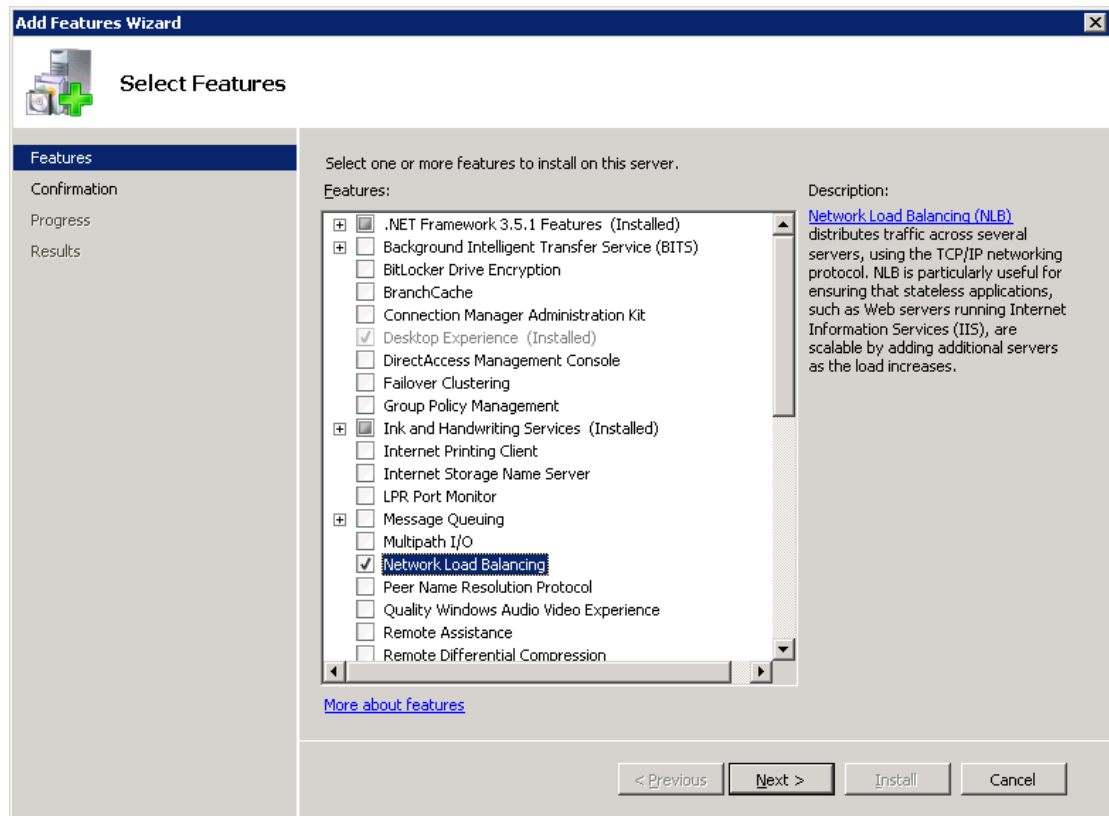 Add Features Wizard
Select Features
Features
Confirmation
Progress
Results
Select one or more features to install on this server.
Features:
.NET Framework 3.5.1 Features (Installed)
Background Intelligent Transfer Service (BITS)
BitLocker Drive Encryption
BranchCache
Connection Manager Administration Kit
Desktop Experience (Installed)
DirectAccess Management Console
Failover Clustering
Group Policy Management
Ink and Handwriting Services (Installed)
Internet Printing Client
Internet Storage Name Server
LPR Port Monitor
Message Queuing
Multipath I/O
Network Load Balancing
Peer Name Resolution Protocol
Quality Windows Audio Video Experience
Remote Assistance
Remote Differential Compression
More about features
Description:
Network Load Balancing (NLB)
distributes traffic across several
servers, using the TCP/IP networking
protocol. NLB is particularly useful for
ensuring that stateless applications,
such as Web servers running Internet
Information Services (IIS), are
scalable by adding additional servers
as the load increases.
< Previous
Next >
Install
Cancel